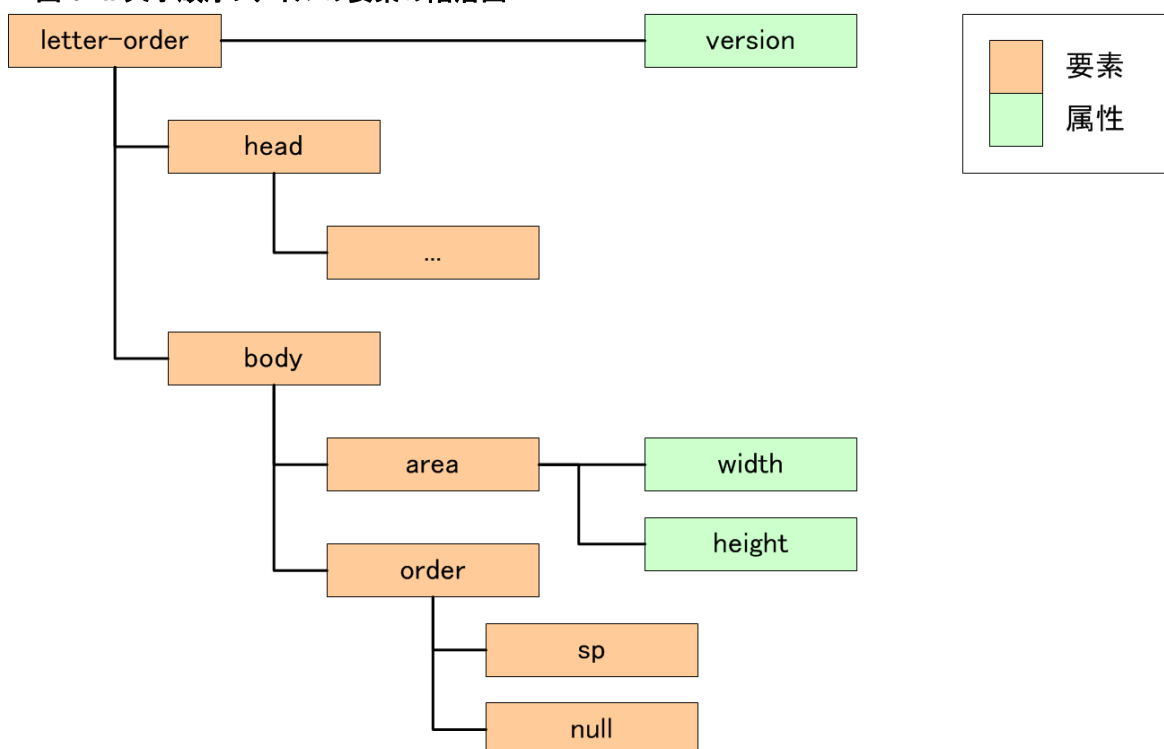 letter-order
version
要素
属性
head
...
body
area
width
height
order
sp
null